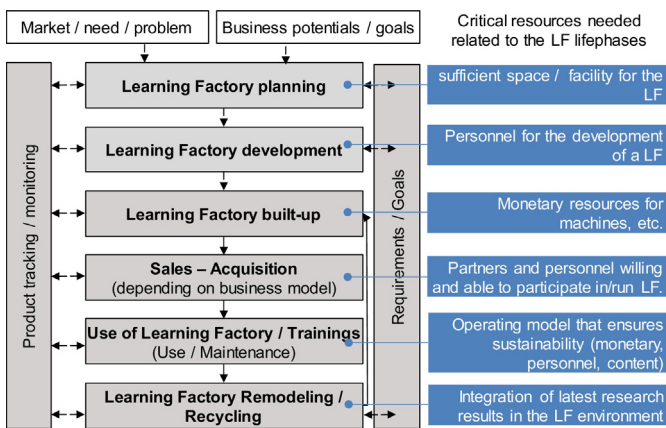 Market / need / problem
Business potentials / goals
Critical resources needed
related to the LF lifephases
Product tracking / monitoring
Requirements / Goals
Learning Factory planning
sufficient space / facility for the
LF
Learning Factory development
Personnel for the development
of a LF
Learning Factory built-up
Monetary resources for
machines, etc.
Sales – Acquisition
(depending on business model)
Partners and personnel willing
and able to participate in/run LF.
Use of Learning Factory / Trainings
(Use / Maintenance)
Operating model that ensures
sustainability (monetary,
personnel, content)
Learning Factory Remodeling /
Recycling
Integration of latest research
results in the LF environment